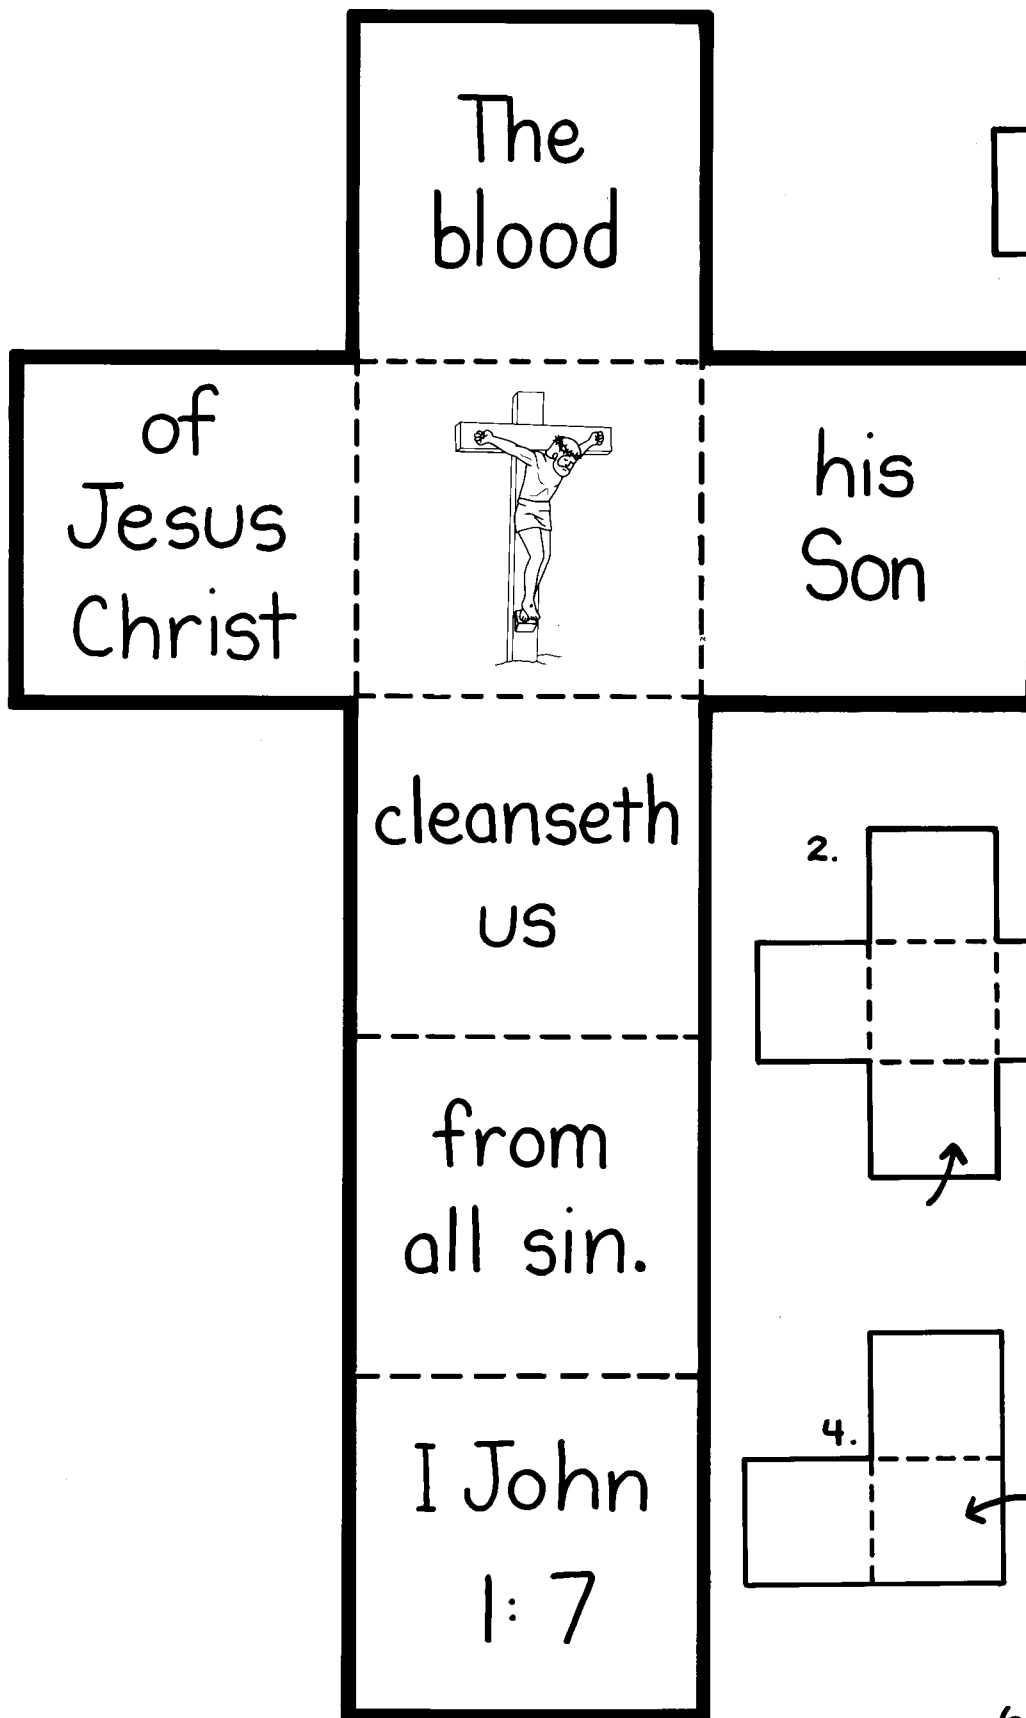 The
blood
of
Jesus
Christ
his
Son
cleanseth
us
2.
from
all sin.
4.
I John
1:7